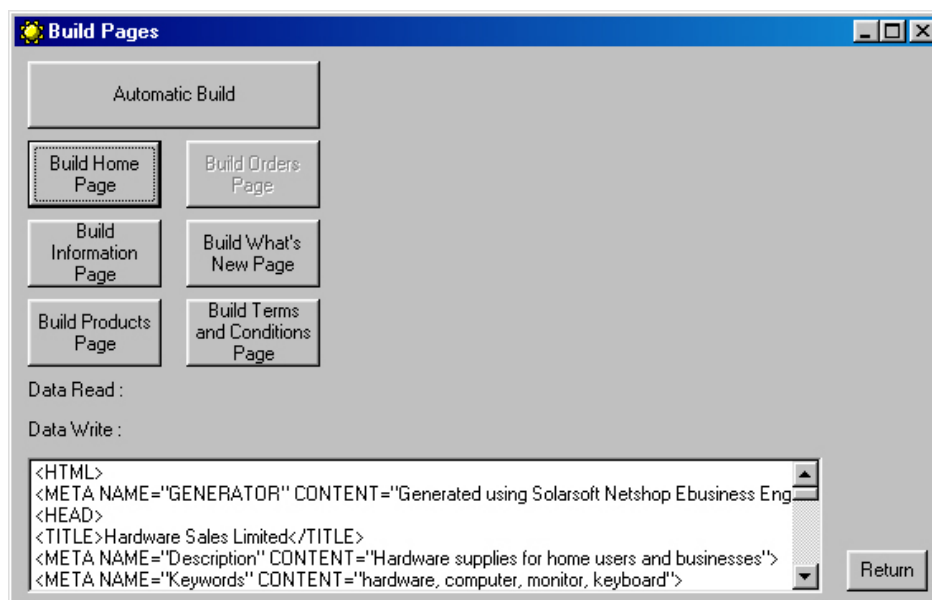 Build Pages
Automatic Build
Build Home
Page
Build Orders
Page
Build
Information
Page
Build What's
New Page
Build Products
Page
Build Terms
and Conditions
Page
Data Read :
Data Write :
<HTML>
<META NAME="GENERATOR" CONTENT="Generated using Solarsoft Netshop Ebusiness Eng
<HEAD>
<TITLE>Hardware Sales Limited</TITLE>
<META NAME="Description" CONTENT="Hardware supplies for home users and businesses">
<META NAME="Keywords" CONTENT="hardware, computer, monitor, keyboard">
Return